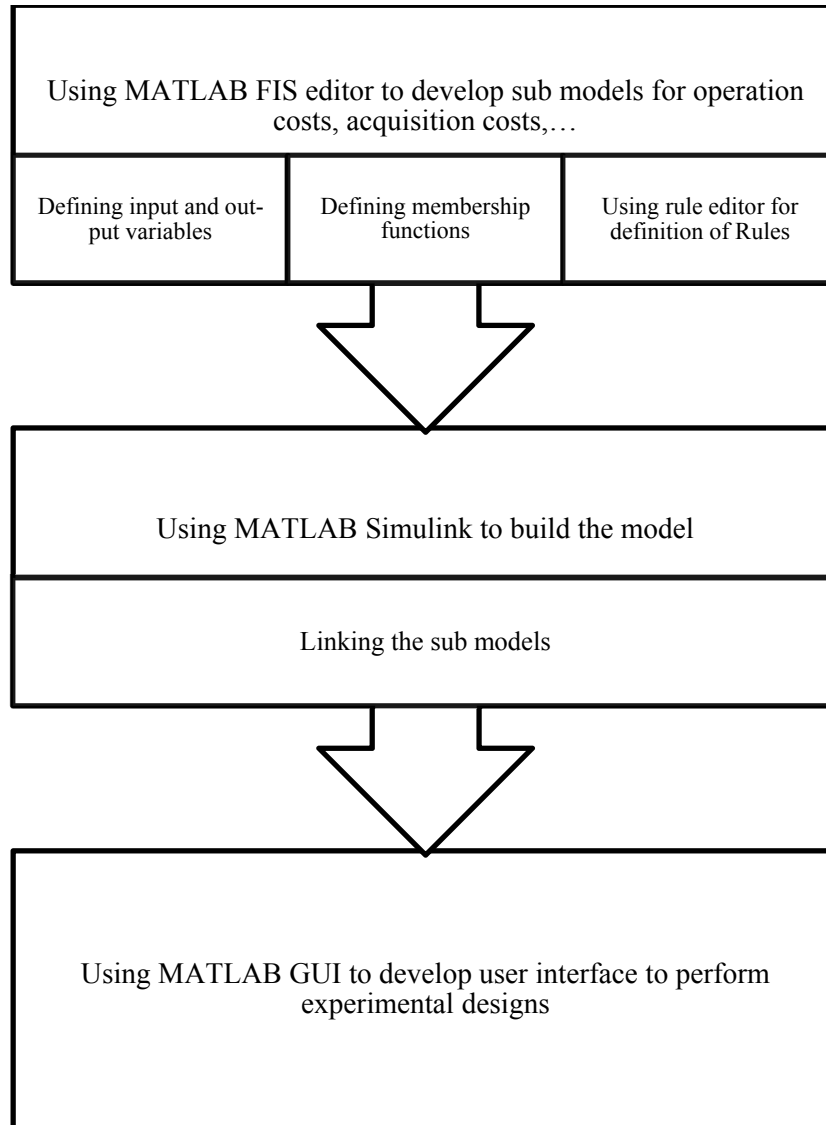 Using MATLAB FIS editor to develop sub models for operation
costs, acquisition costs,…
Defining input and out-
put variables
Defining membership
functions
Using rule editor for
definition of Rules
Using MATLAB Simulink to build the model
Linking the sub models
Using MATLAB GUI to develop user interface to perform
experimental designs